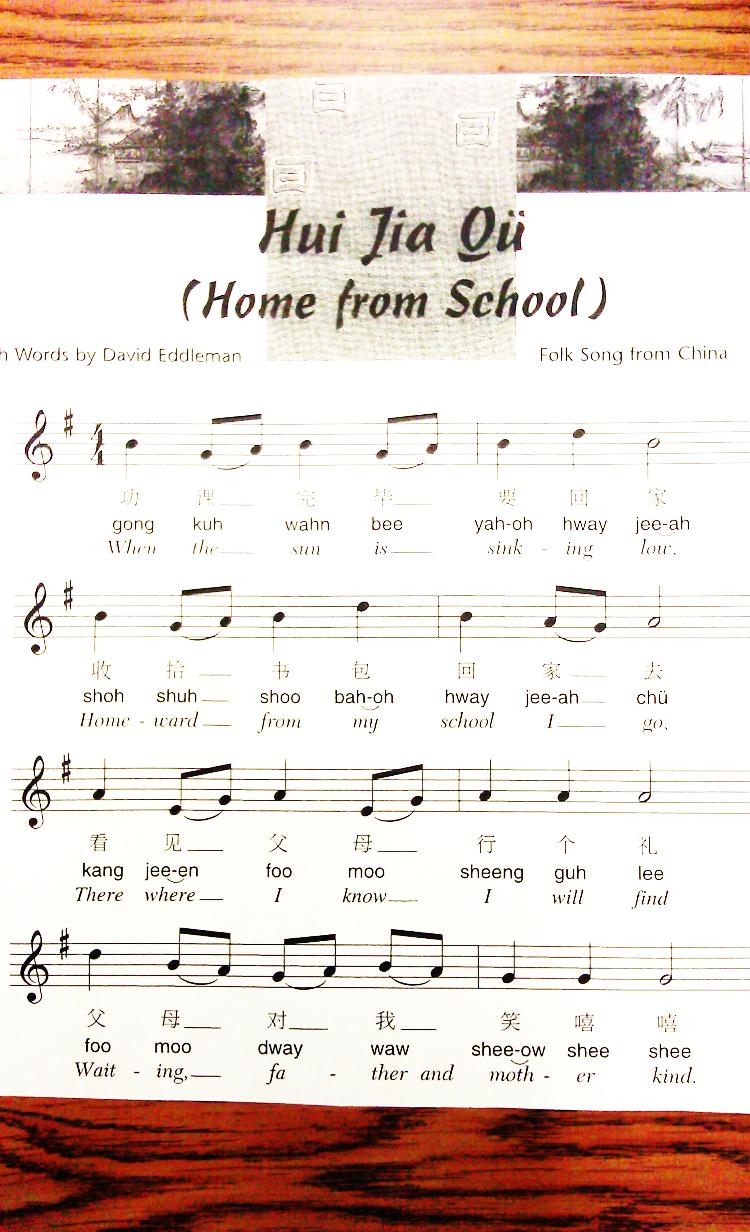 Hui Jia Qü
(Home from School)
h Words by David Eddleman
Folk Song from China
4 4
功 课 完 毕 要 回 家
gong kuh wahn bee yah-oh hway jee-ah
When the sun is sink - ing low,
收 拾 书 包 回 家 去
shoh shuh shoo bah-oh hway jee-ah chü
Home - ward from my school I go,
看 见 父 母 行 个 礼
kang jee-en foo moo sheeng guh lee
There where I know I will find
父 母 对 我 笑 嘻 嘻
foo moo dway waw shee-ow shee shee
Wait - ing, fa - ther and moth - er kind.